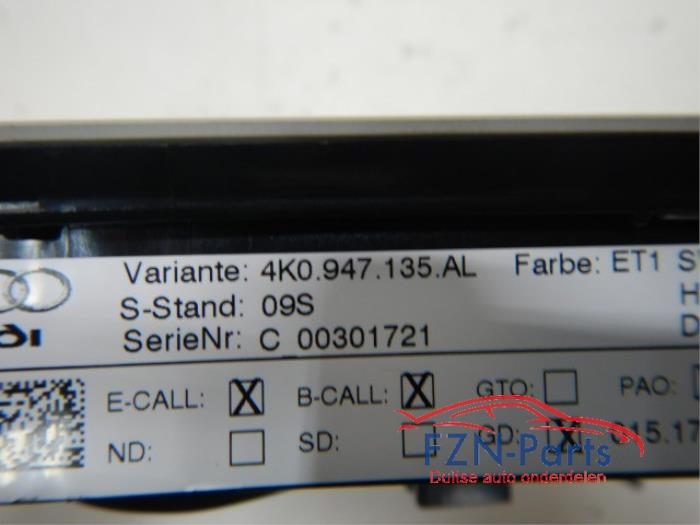 Variante: 4K0.947.135.AL Farbe: ET1
S-Stand: 09S
SerieNr: C 00301721
E-CALL: B-CALL: GTO: PAO:
ND: SD: GD:
FZN-Parts
Duitse auto onderdelen